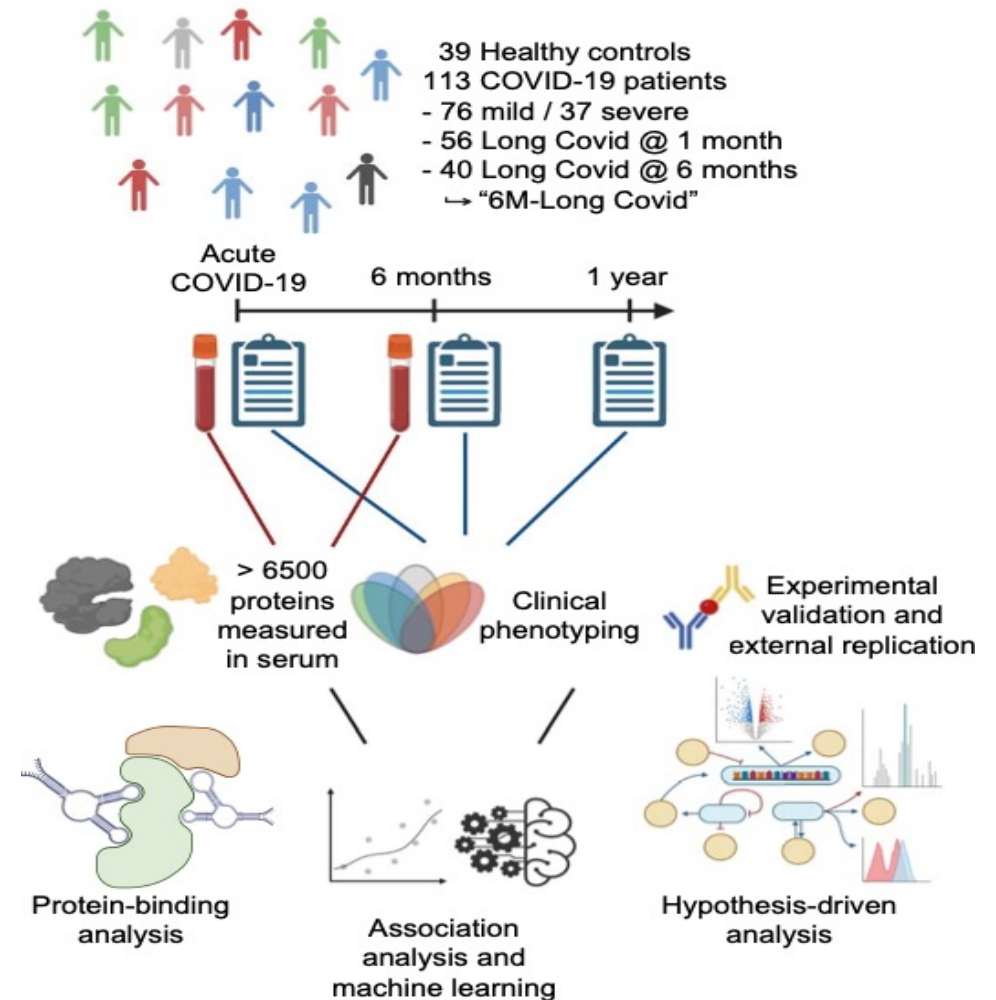 39 Healthy controls
113 COVID-19 patients
- 76 mild / 37 severe
- 56 Long Covid @ 1 month
- 40 Long Covid @ 6 months
↪ “6M-Long Covid”
Acute
COVID-19
6 months
1 year
> 6500
proteins
measured
in serum
Clinical
phenotyping
Experimental
validation and
external replication
Protein-binding
analysis
Association
analysis and
machine learning
Hypothesis-driven
analysis